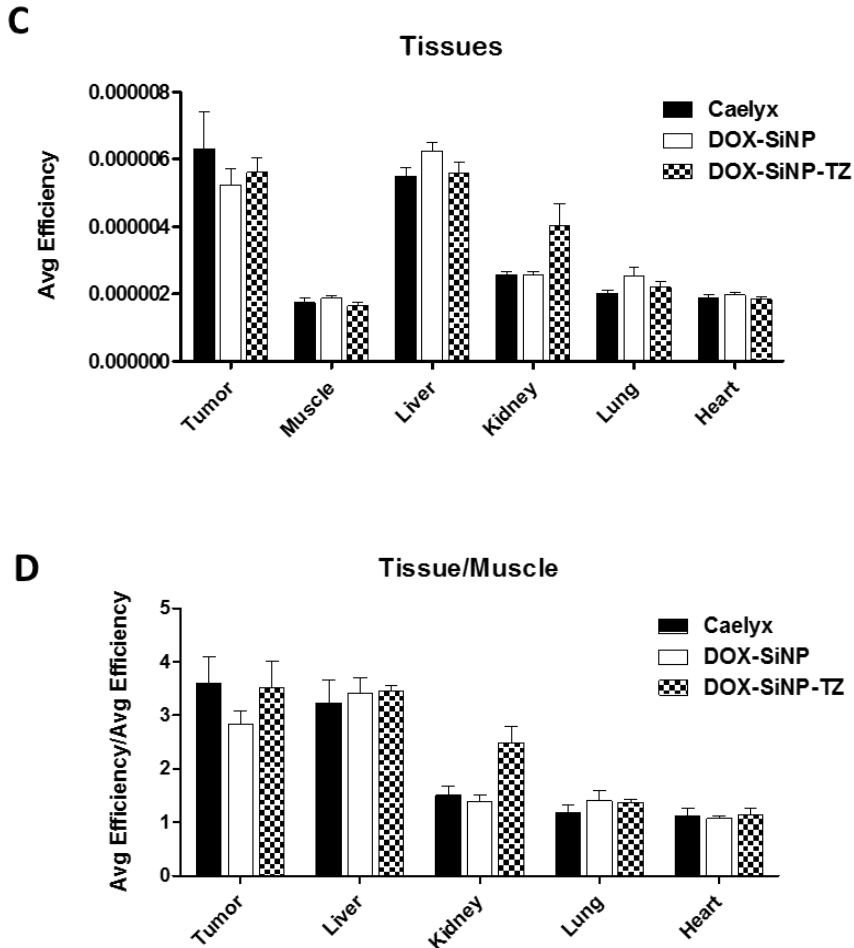 C
Tissues
Avg Efficiency
0.000008
0.000006
0.000004
0.000002
0.000000
Caelyx
DOX-SiNP
DOX-SiNP-TZ
Tumor
Muscle
Liver
Kidney
Lung
Heart
D
Tissue/Muscle
Avg Efficiency/Avg Efficiency
5
4
3
2
1
0
Caelyx
DOX-SiNP
DOX-SiNP-TZ
Tumor
Liver
Kidney
Lung
Heart